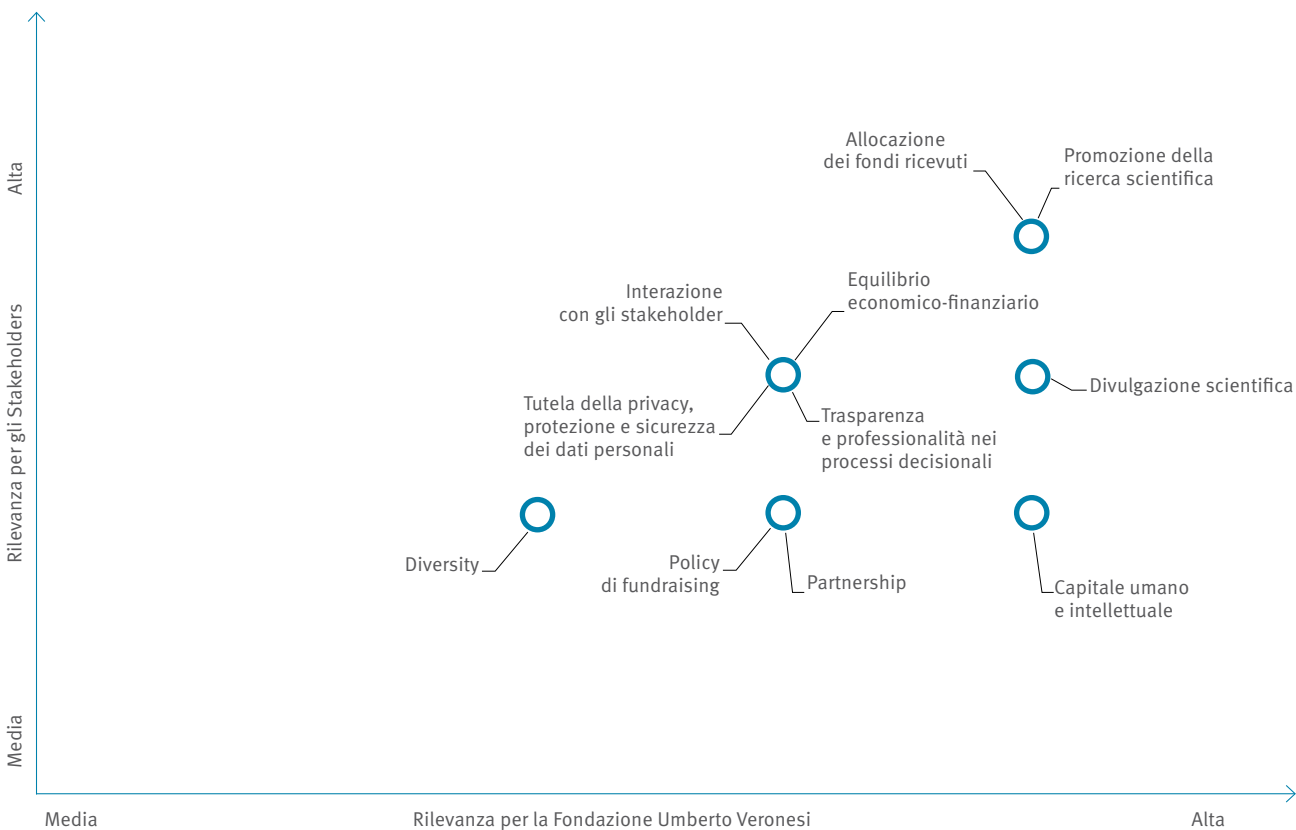 Allocazione
dei fondi ricevuti
Promozione della
ricerca scientifica
Alta
Interazione
con gli stakeholder
Equilibrio
economico-finanziario
Rilevanza per gli Stakeholders
Divulgazione scientifica
Tutela della privacy,
protezione e sicurezza
dei dati personali
Trasparenza
e professionalità nei
processi decisionali
Diversity
Policy
di fundraising
Partnership
Capitale umano
e intellettuale
Media
Media
Rilevanza per la Fondazione Umberto Veronesi
Alta